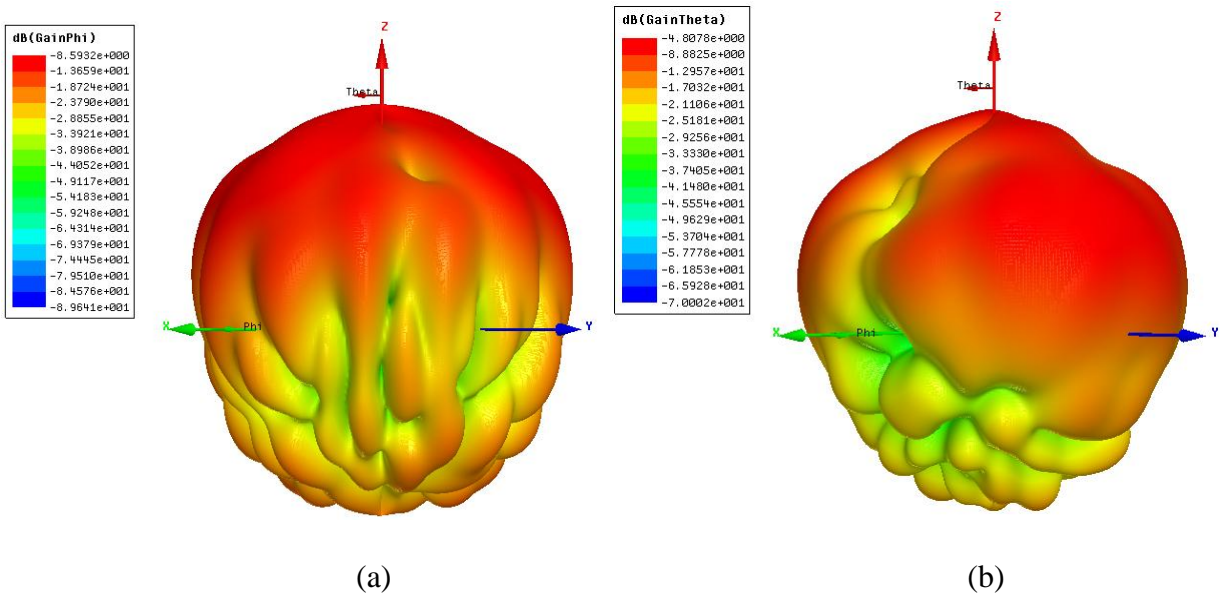 dB(GainPhi)
-8.5932e+000
-1.3659e+001
-1.8724e+001
-2.3790e+001
-2.8855e+001
-3.3921e+001
-3.8986e+001
-4.4052e+001
-4.9117e+001
-5.4183e+001
-5.9248e+001
-6.4314e+001
-6.9379e+001
-7.4445e+001
-7.9510e+001
-8.4576e+001
-8.9641e+001
Z
Theta
X
Phi
Y
(a)
dB(GainTheta)
-4.8078e+000
-8.8825e+000
-1.2957e+001
-1.7032e+001
-2.1106e+001
-2.5181e+001
-2.9256e+001
-3.3330e+001
-3.7405e+001
-4.1480e+001
-4.5554e+001
-4.9629e+001
-5.3704e+001
-5.7778e+001
-6.1853e+001
-6.5928e+001
-7.0002e+001
Z
Theta
X
Phi
Y
(b)